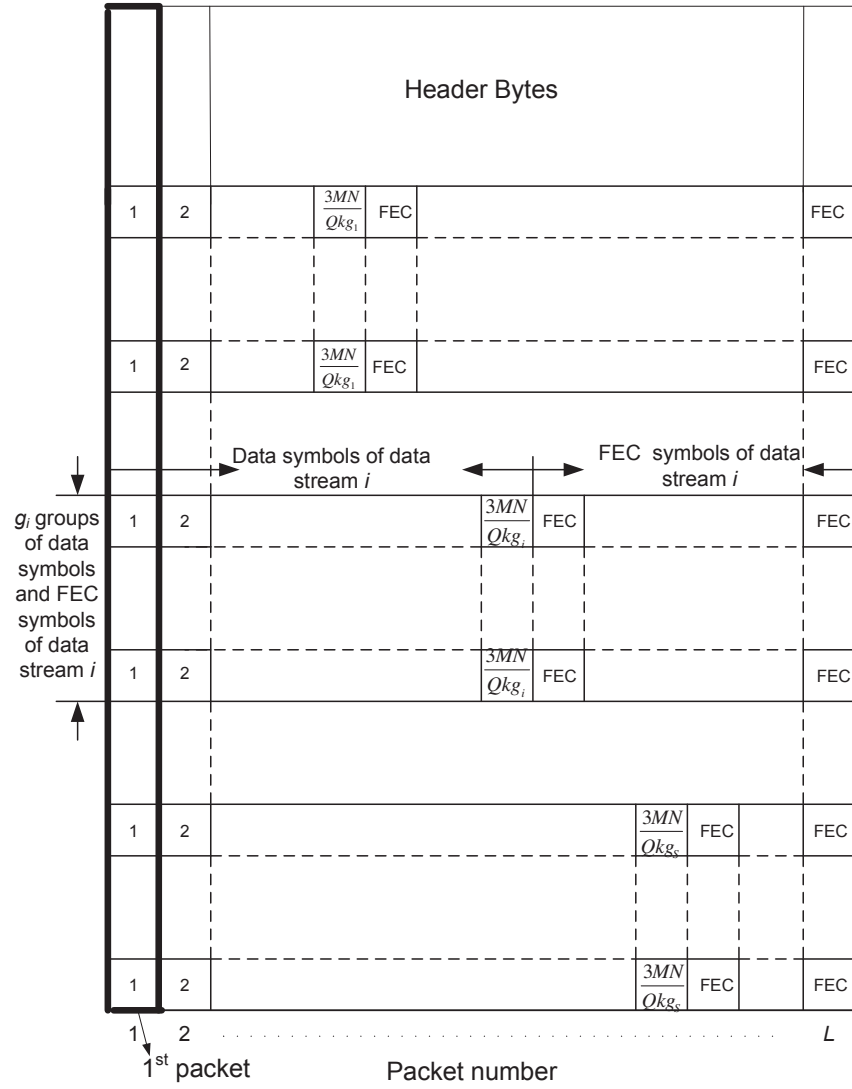 Header Bytes
1 2 3MN/Qkg₁ FEC FEC
1 2 3MN/Qkg₁ FEC FEC
Data symbols of data
stream i
FEC symbols of data
stream i
gᵢ groups
of data
symbols
and FEC
symbols
of data
stream i
1 2 3MN/Qkgᵢ FEC FEC
1 2 3MN/Qkgᵢ FEC FEC
1 2 3MN/Qkg_S FEC FEC
1 2 3MN/Qkg_S FEC FEC
1 2 L
1st packet
Packet number